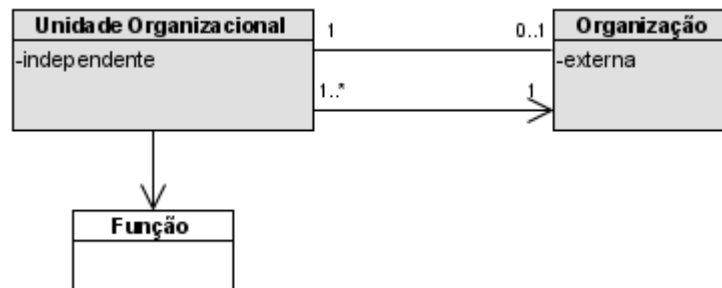 Unidade Organizacional
-independente
1
0..1
1..*
1
Organização
-externa
Função